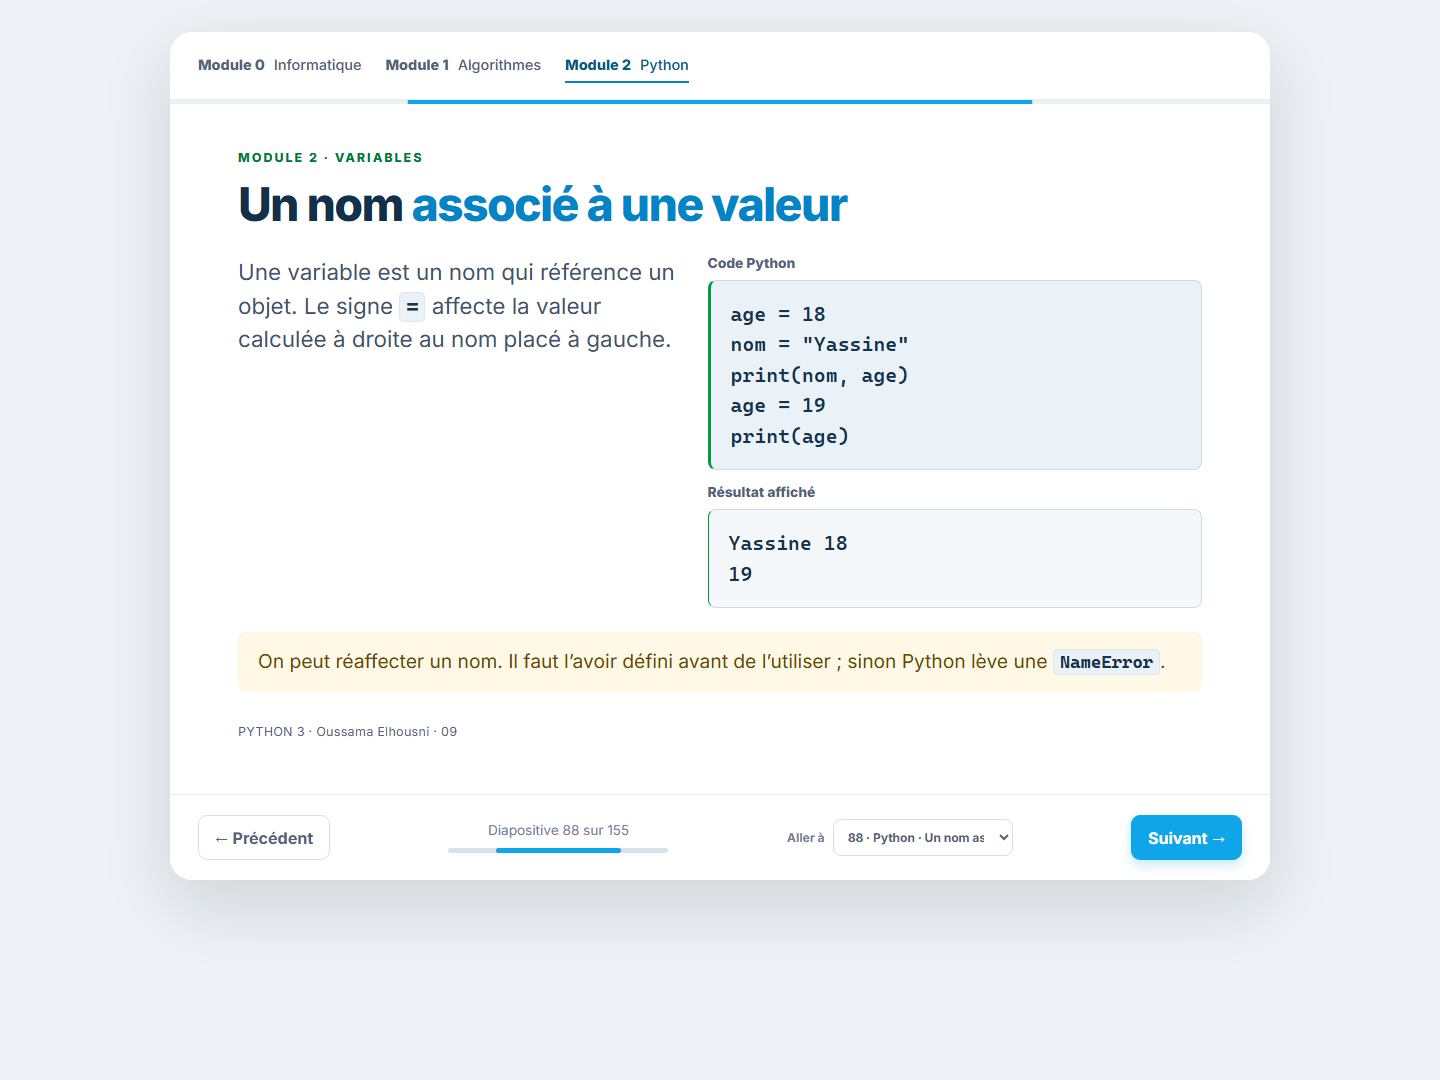 Module 0 Informatique Module 1 Algorithmes Module 2 Python
MODULE 2 · VARIABLES
Un nom associé à une valeur
Une variable est un nom qui référence un
objet. Le signe = affecte la valeur
calculée à droite au nom placé à gauche.
Code Python
age = 18
nom = "Yassine"
print(nom, age)
age = 19
print(age)
Résultat affiché
Yassine 18
19
On peut réaffecter un nom. Il faut l’avoir défini avant de l’utiliser ; sinon Python lève une NameError.
PYTHON 3 · Oussama Elhousni · 09
← Précédent
Diapositive 88 sur 155
Aller à
88 · Python · Un nom as
Suivant →